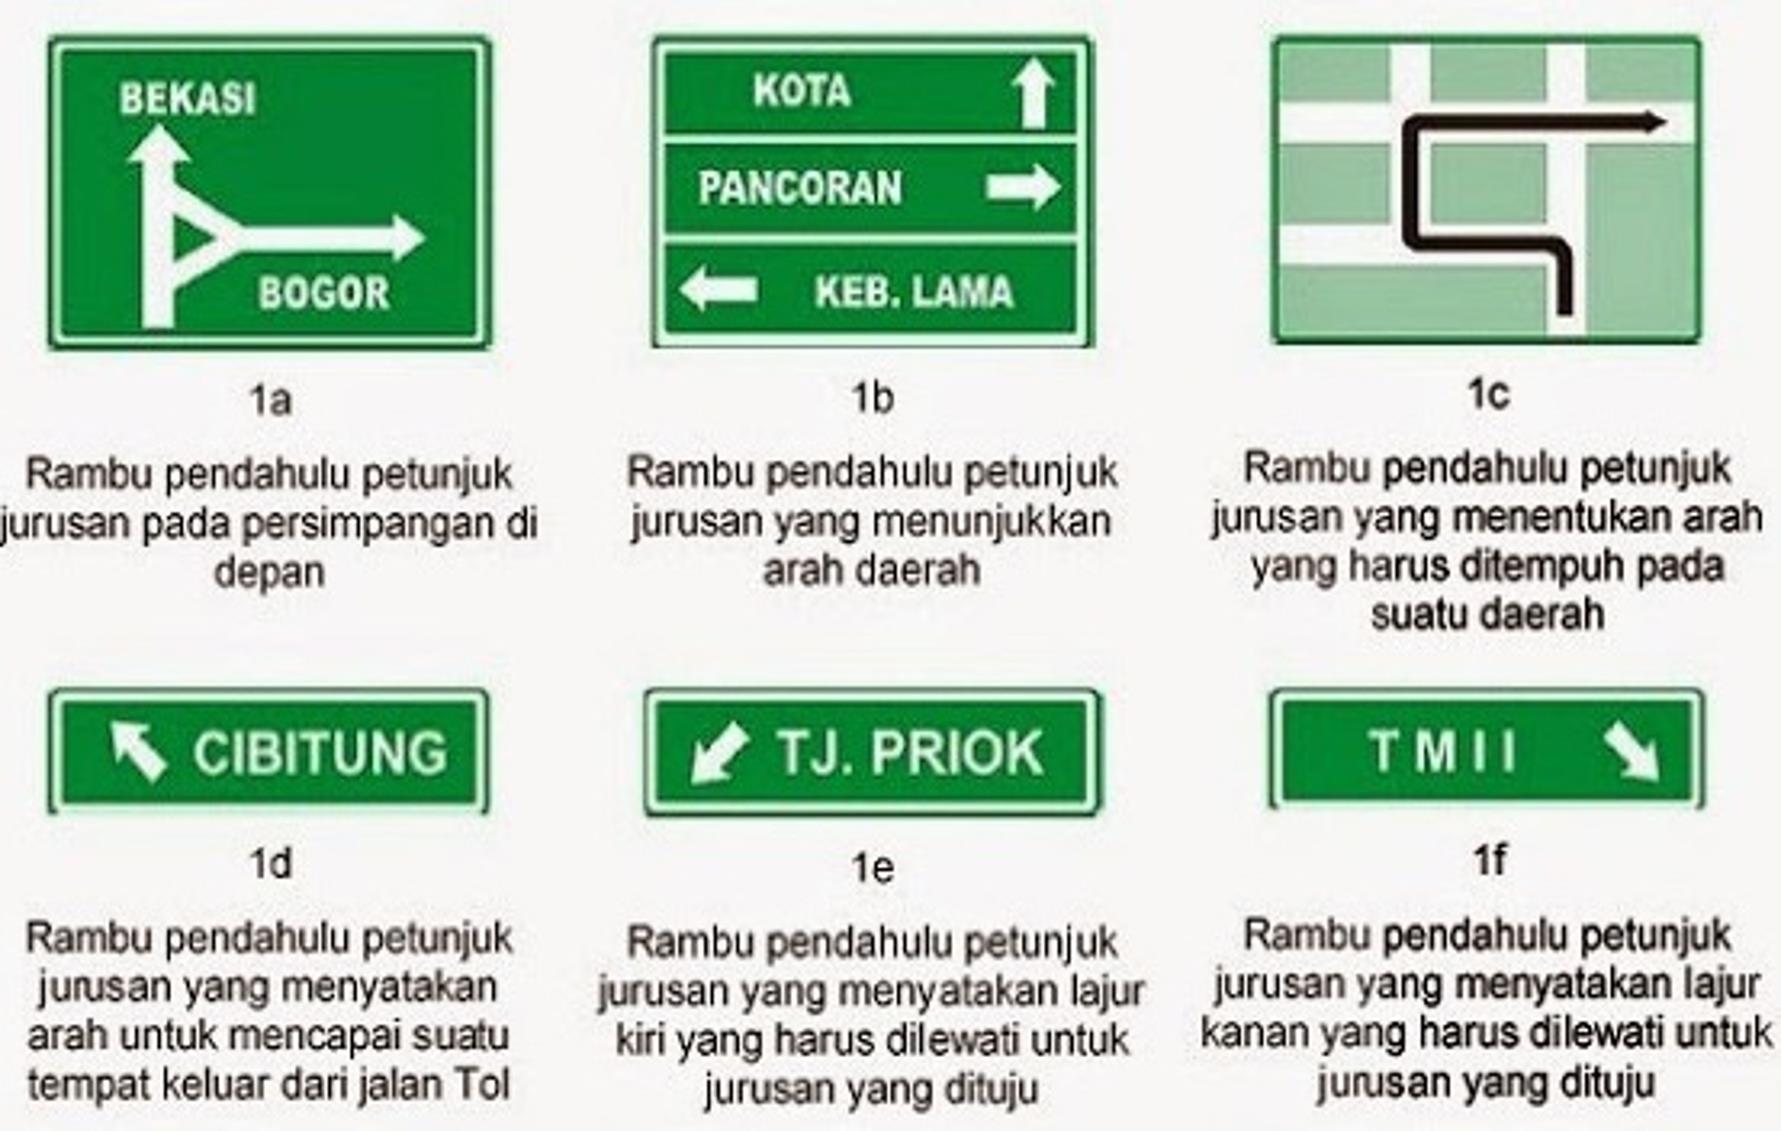 BEKASI
BOGOR
1a
Rambu pendahulu petunjuk
jurusan pada persimpangan di
depan
KOTA
PANCORAN
KEB. LAMA
1b
Rambu pendahulu petunjuk
jurusan yang menunjukkan
arah daerah
1c
Rambu pendahulu petunjuk
jurusan yang menentukan arah
yang harus ditempuh pada
suatu daerah
CIBITUNG
1d
Rambu pendahulu petunjuk
jurusan yang menyatakan
arah untuk mencapai suatu
tempat keluar dari jalan Tol
TJ. PRIOK
1e
Rambu pendahulu petunjuk
jurusan yang menyatakan lajur
kiri yang harus dilewati untuk
jurusan yang dituju
TMII
1f
Rambu pendahulu petunjuk
jurusan yang menyatakan lajur
kanan yang harus dilewati untuk
jurusan yang dituju